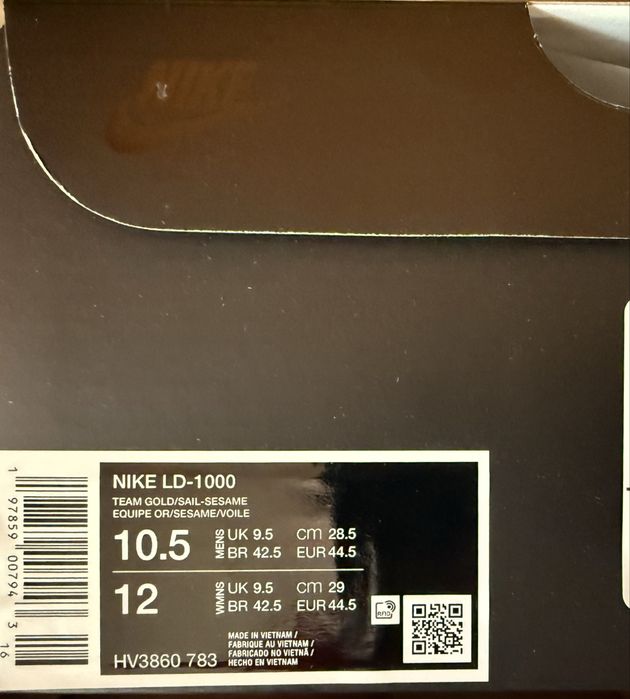 NIKE
NIKE LD-1000
TEAM GOLD/SAIL-SESAME
EQUIPE OR/SESAME/VOILE
10.5 MENS UK 9.5 CM 28.5
BR 42.5 EUR 44.5
12 WMNS UK 9.5 CM 29
BR 42.5 EUR 44.5
RFID
MADE IN VIETNAM /
FABRIQUE AU VIETNAM /
FABRICADO NO VIETNÃ /
HECHO EN VIETNAM
HV3860 783
1 97859 00794 3 16